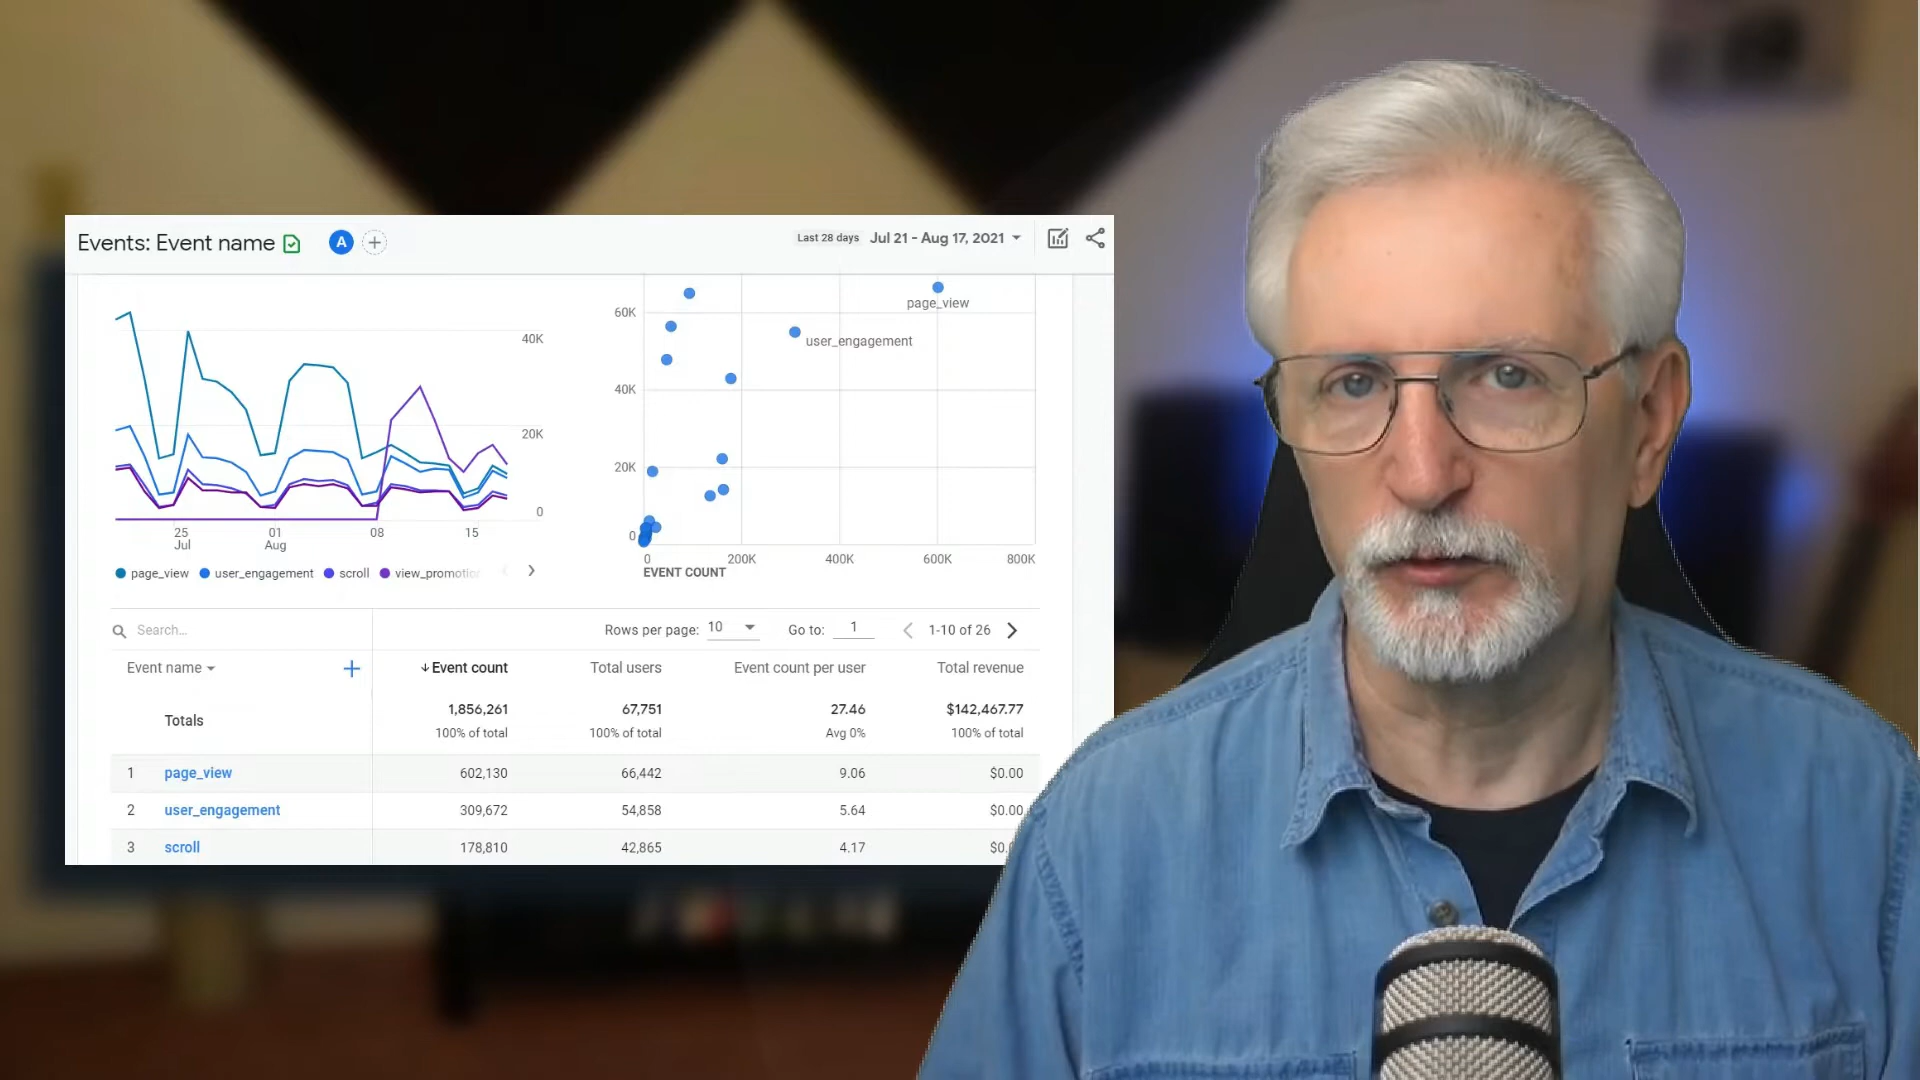 Events: Event name A + Last 28 days Jul 21 - Aug 17, 2021
40K
20K
0
25 01 08 15
Jul Aug
page_view user_engagement scroll view_promotio
60K
40K
20K
0
page_view
user_engagement
0 200K 400K 600K 800K
EVENT COUNT
Search... Rows per page: 10 Go to: 1 1-10 of 26
Event name + Event count Total users Event count per user Total revenue
Totals 1,856,261 67,751 27.46 $142,467.77
100% of total 100% of total Avg 0% 100% of total
1 page_view 602,130 66,442 9.06 $0.00
2 user_engagement 309,672 54,858 5.64 $0.00
3 scroll 178,810 42,865 4.17 $0.